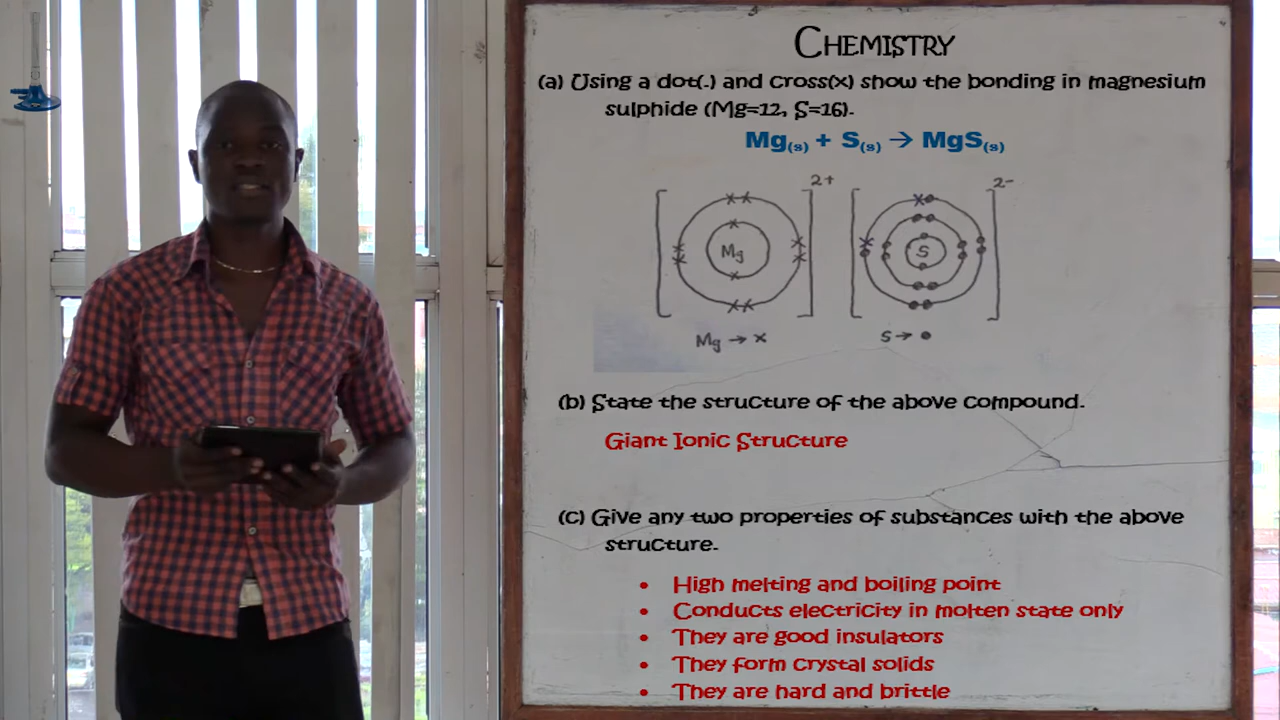 CHEMISTRY
(a) Using a dot(.) and cross(x) show the bonding in magnesium
sulphide (Mg=12, S=16).
Mg(s) + S(s) → MgS(s)
2+ 2-
Mg S
Mg → x S → •
(b) State the structure of the above compound.
Giant Ionic Structure
(c) Give any two properties of substances with the above
structure.
• High melting and boiling point
• Conducts electricity in molten state only
• They are good insulators
• They form crystal solids
• They are hard and brittle